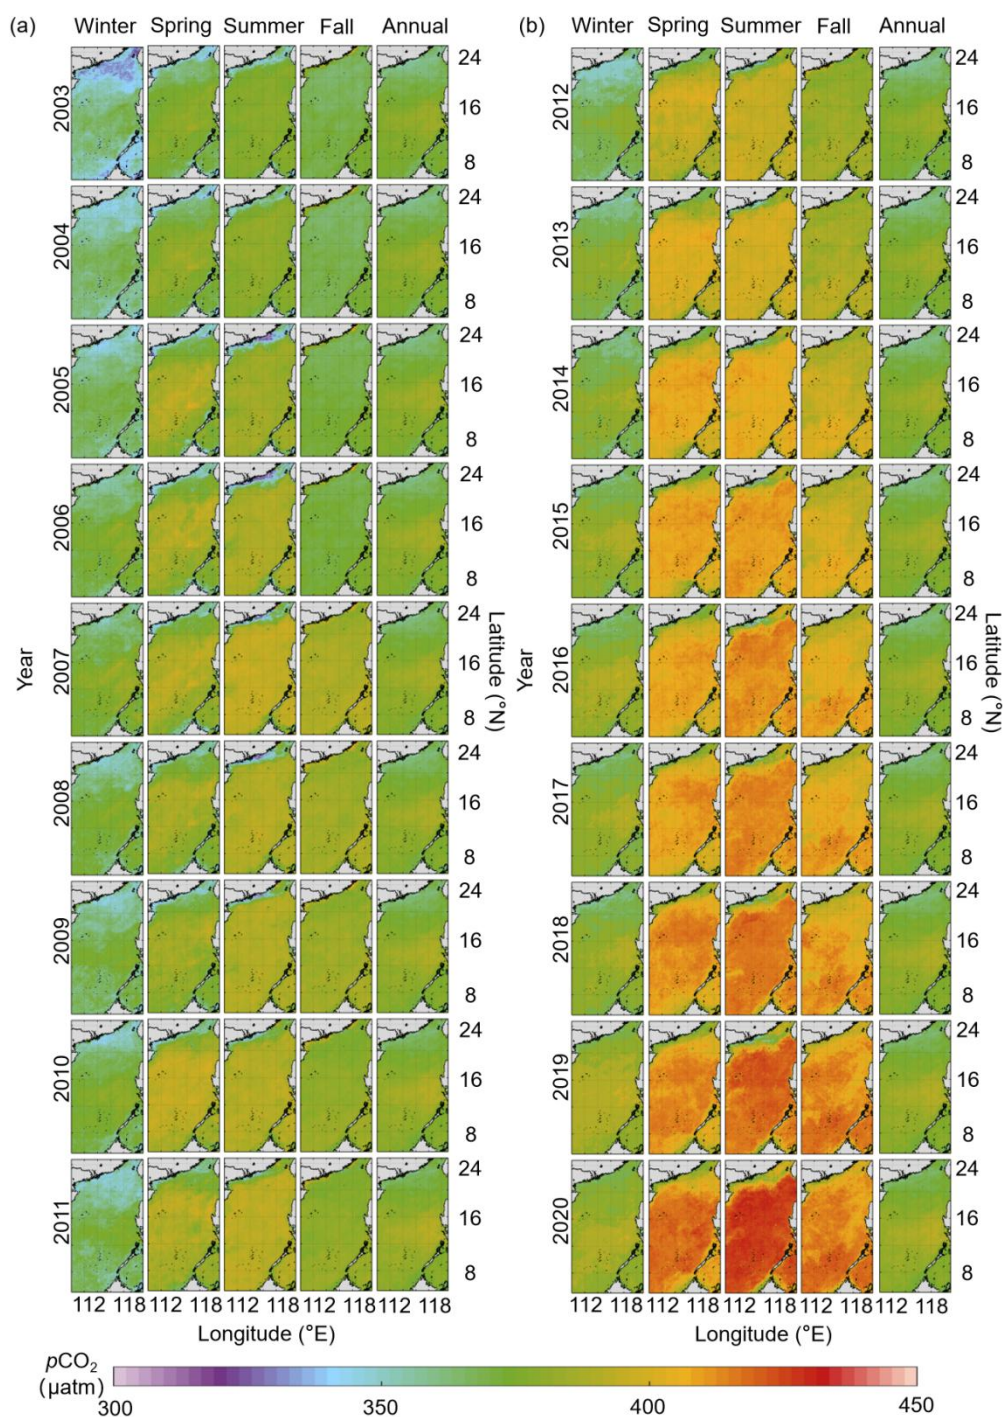 (a) Winter Spring Summer Fall Annual (b) Winter Spring Summer Fall Annual
2003 24 16 8 2012 24 16 8
2004 24 16 8 2013 24 16 8
2005 24 16 8 2014 24 16 8
2006 24 16 8 2015 24 16 8
Year 2007 24 16 8 Latitude (°N) Year 2016 24 16 8 Latitude (°N)
2008 24 16 8 2017 24 16 8
2009 24 16 8 2018 24 16 8
2010 24 16 8 2019 24 16 8
2011 24 16 8 2020 24 16 8
112 118 112 118 112 118 112 118 112 118 112 118 112 118 112 118 112 118 112 118
Longitude (°E) Longitude (°E)
pCO₂
(µatm)
300 350 400 450